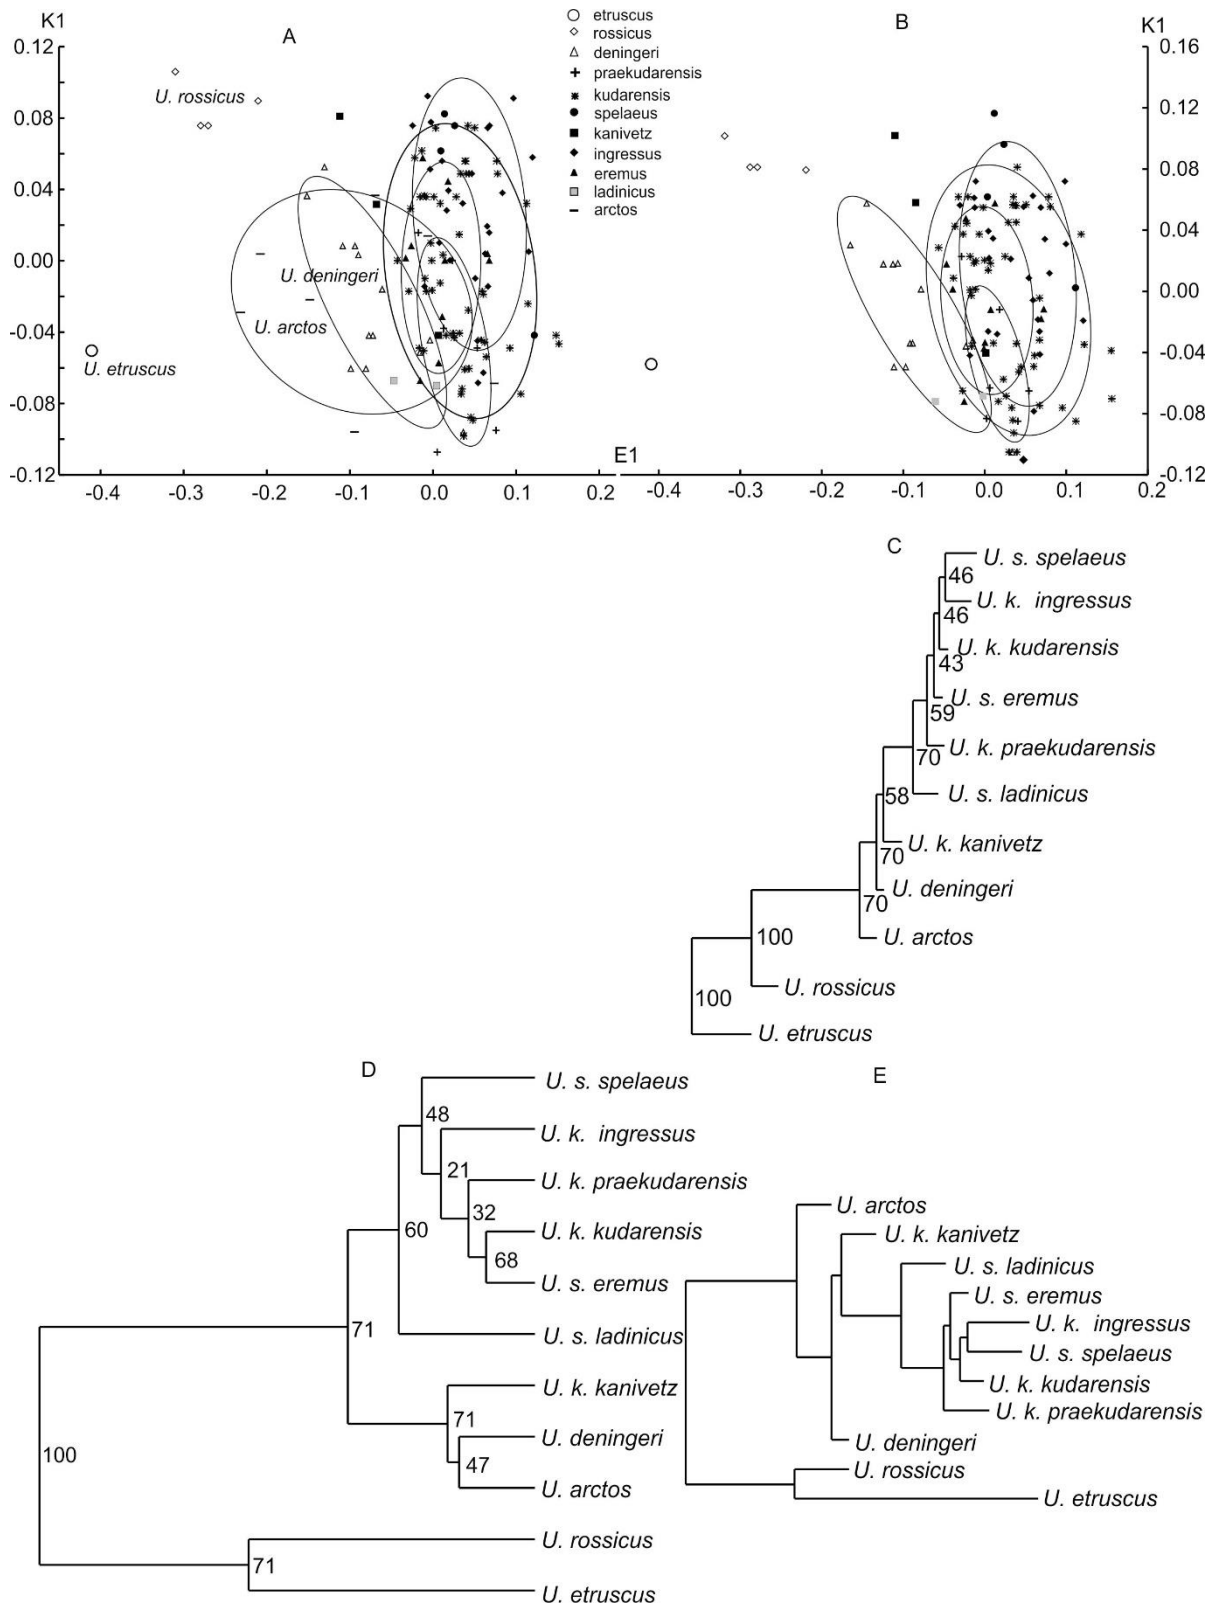 K1
A
0.12
0.08
0.04
0.00
-0.04
-0.08
-0.12
U. rossicus
U. deningeri
U. arctos
U. etruscus
-0.4 -0.3 -0.2 -0.1 0.0 0.1 0.2
E1
etruscus
rossicus
deningeri
praekudarensis
kudarensis
spelaeus
kanivetz
ingressus
eremus
ladinicus
arctos
B
K1
0.16
0.12
0.08
0.04
0.00
-0.04
-0.08
-0.12
-0.4 -0.3 -0.2 -0.1 0.0 0.1 0.2
C
U. s. spelaeus
46
U. k. ingressus
46
U. k. kudarensis
43
U. s. eremus
59
U. k. praekudarensis
70
U. s. ladinicus
58
U. k. kanivetz
70
U. deningeri
70
U. arctos
100
U. rossicus
100
U. etruscus
D
U. s. spelaeus
48
U. k. ingressus
21
U. k. praekudarensis
32
U. k. kudarensis
60
68
U. s. eremus
71
U. s. ladinicus
U. k. kanivetz
71
U. deningeri
47
100
U. arctos
U. rossicus
71
U. etruscus
E
U. arctos
U. k. kanivetz
U. s. ladinicus
U. s. eremus
U. k. ingressus
U. s. spelaeus
U. k. kudarensis
U. k. praekudarensis
U. deningeri
U. rossicus
U. etruscus